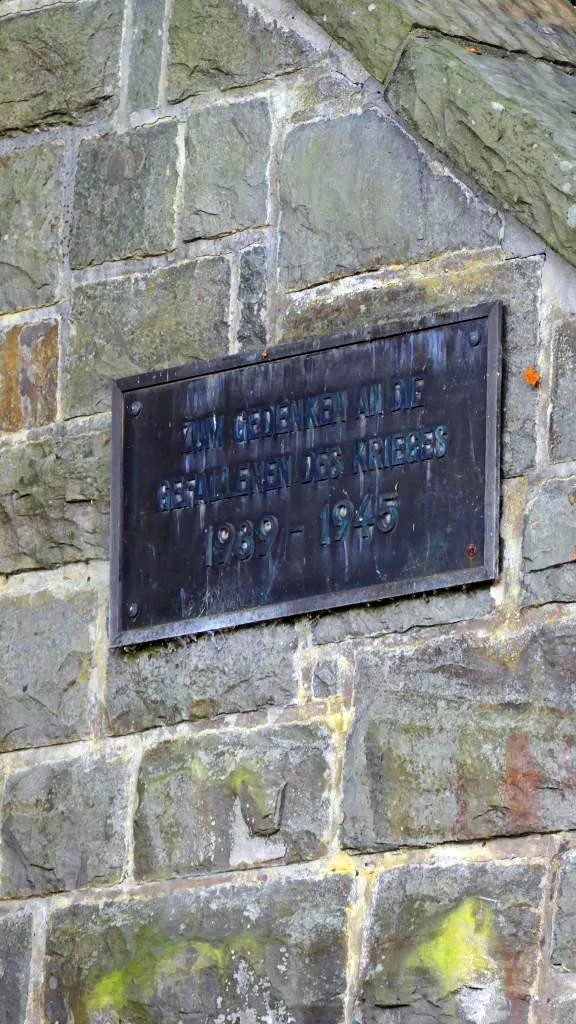 ZUM GEDENKEN AN DIE
GEFALLENEN DES KRIEGES
1939 - 1945